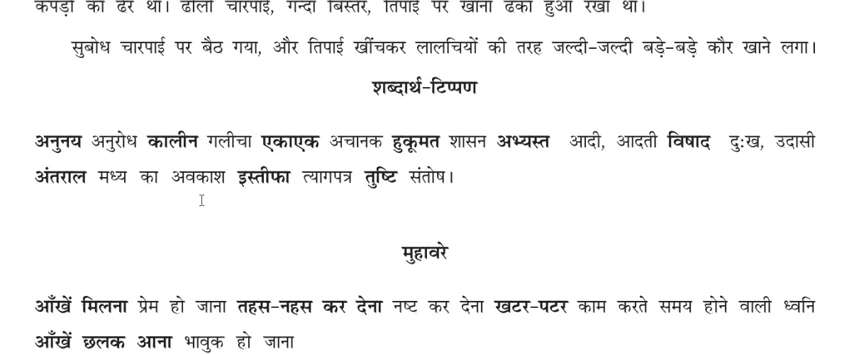 कपड़ों का ढेर था। ढीली चारपाई, गन्दा बिस्तर, तिपाई पर खाना ढका हुआ रखा था।
सुबोध चारपाई पर बैठ गया, और तिपाई खींचकर लालचियों की तरह जल्दी-जल्दी बड़े-बड़े कौर खाने लगा।
शब्दार्थ-टिप्पण
अनुनय अनुरोध कालीन गलीचा एकाएक अचानक हुकूमत शासन अभ्यस्त आदी, आदती विषाद दुःख, उदासी
अंतराल मध्य का अवकाश इस्तीफा त्यागपत्र तुष्टि संतोष।
मुहावरे
आँखें मिलना प्रेम हो जाना तहस-नहस कर देना नष्ट कर देना खटर-पटर काम करते समय होने वाली ध्वनि
आँखें छलक आना भावुक हो जाना